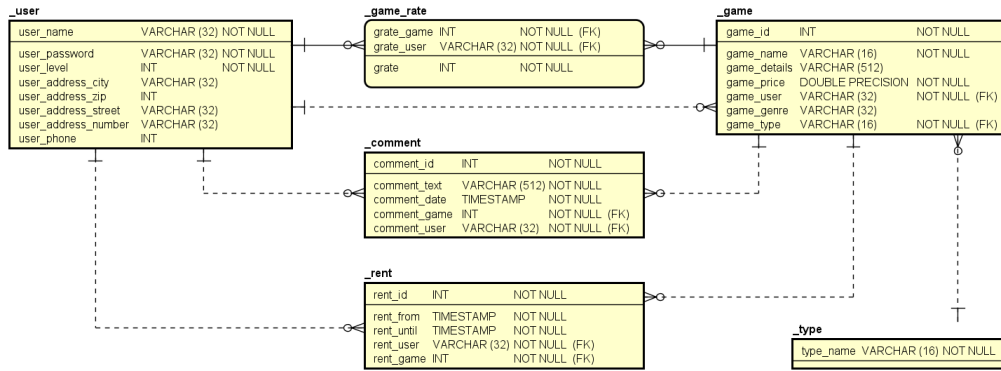 _user
user_name VARCHAR (32) NOT NULL
user_password VARCHAR (32) NOT NULL
user_level INT NOT NULL
user_address_city VARCHAR (32)
user_address_zip INT
user_address_street VARCHAR (32)
user_address_number VARCHAR (32)
user_phone INT
_game_rate
grate_game INT NOT NULL (FK)
grate_user VARCHAR (32) NOT NULL (FK)
grate INT NOT NULL
_game
game_id INT NOT NULL
game_name VARCHAR (16) NOT NULL
game_details VARCHAR (512)
game_price DOUBLE PRECISION NOT NULL
game_user VARCHAR (32) NOT NULL (FK)
game_genre VARCHAR (32)
game_type VARCHAR (16) NOT NULL (FK)
_comment
comment_id INT NOT NULL
comment_text VARCHAR (512) NOT NULL
comment_date TIMESTAMP NOT NULL
comment_game INT NOT NULL (FK)
comment_user VARCHAR (32) NOT NULL (FK)
_rent
rent_id INT NOT NULL
rent_from TIMESTAMP NOT NULL
rent_until TIMESTAMP NOT NULL
rent_user VARCHAR (32) NOT NULL (FK)
rent_game INT NOT NULL (FK)
_type
type_name VARCHAR (16) NOT NULL